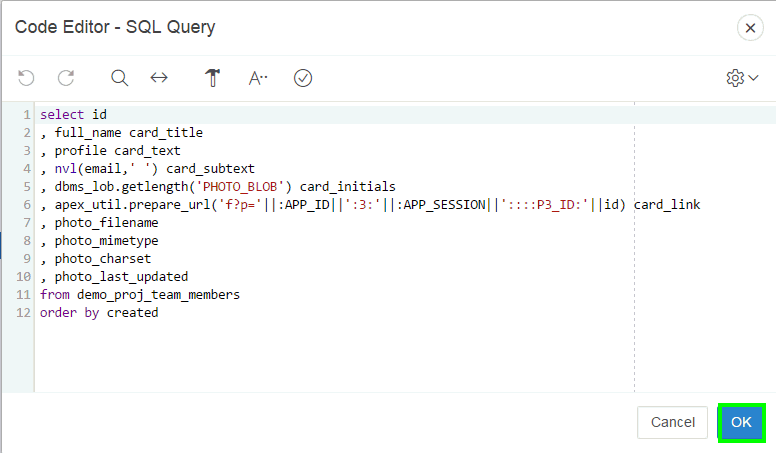 Code Editor - SQL Query
A··
1 select id
2 , full_name card_title
3 , profile card_text
4 , nvl(email,' ') card_subtext
5 , dbms_lob.getlength('PHOTO_BLOB') card_initials
6 , apex_util.prepare_url('f?p='||:APP_ID||':3:'||:APP_SESSION||'::::P3_ID:'||id) card_link
7 , photo_filename
8 , photo_mimetype
9 , photo_charset
10 , photo_last_updated
11 from demo_proj_team_members
12 order by created
Cancel OK